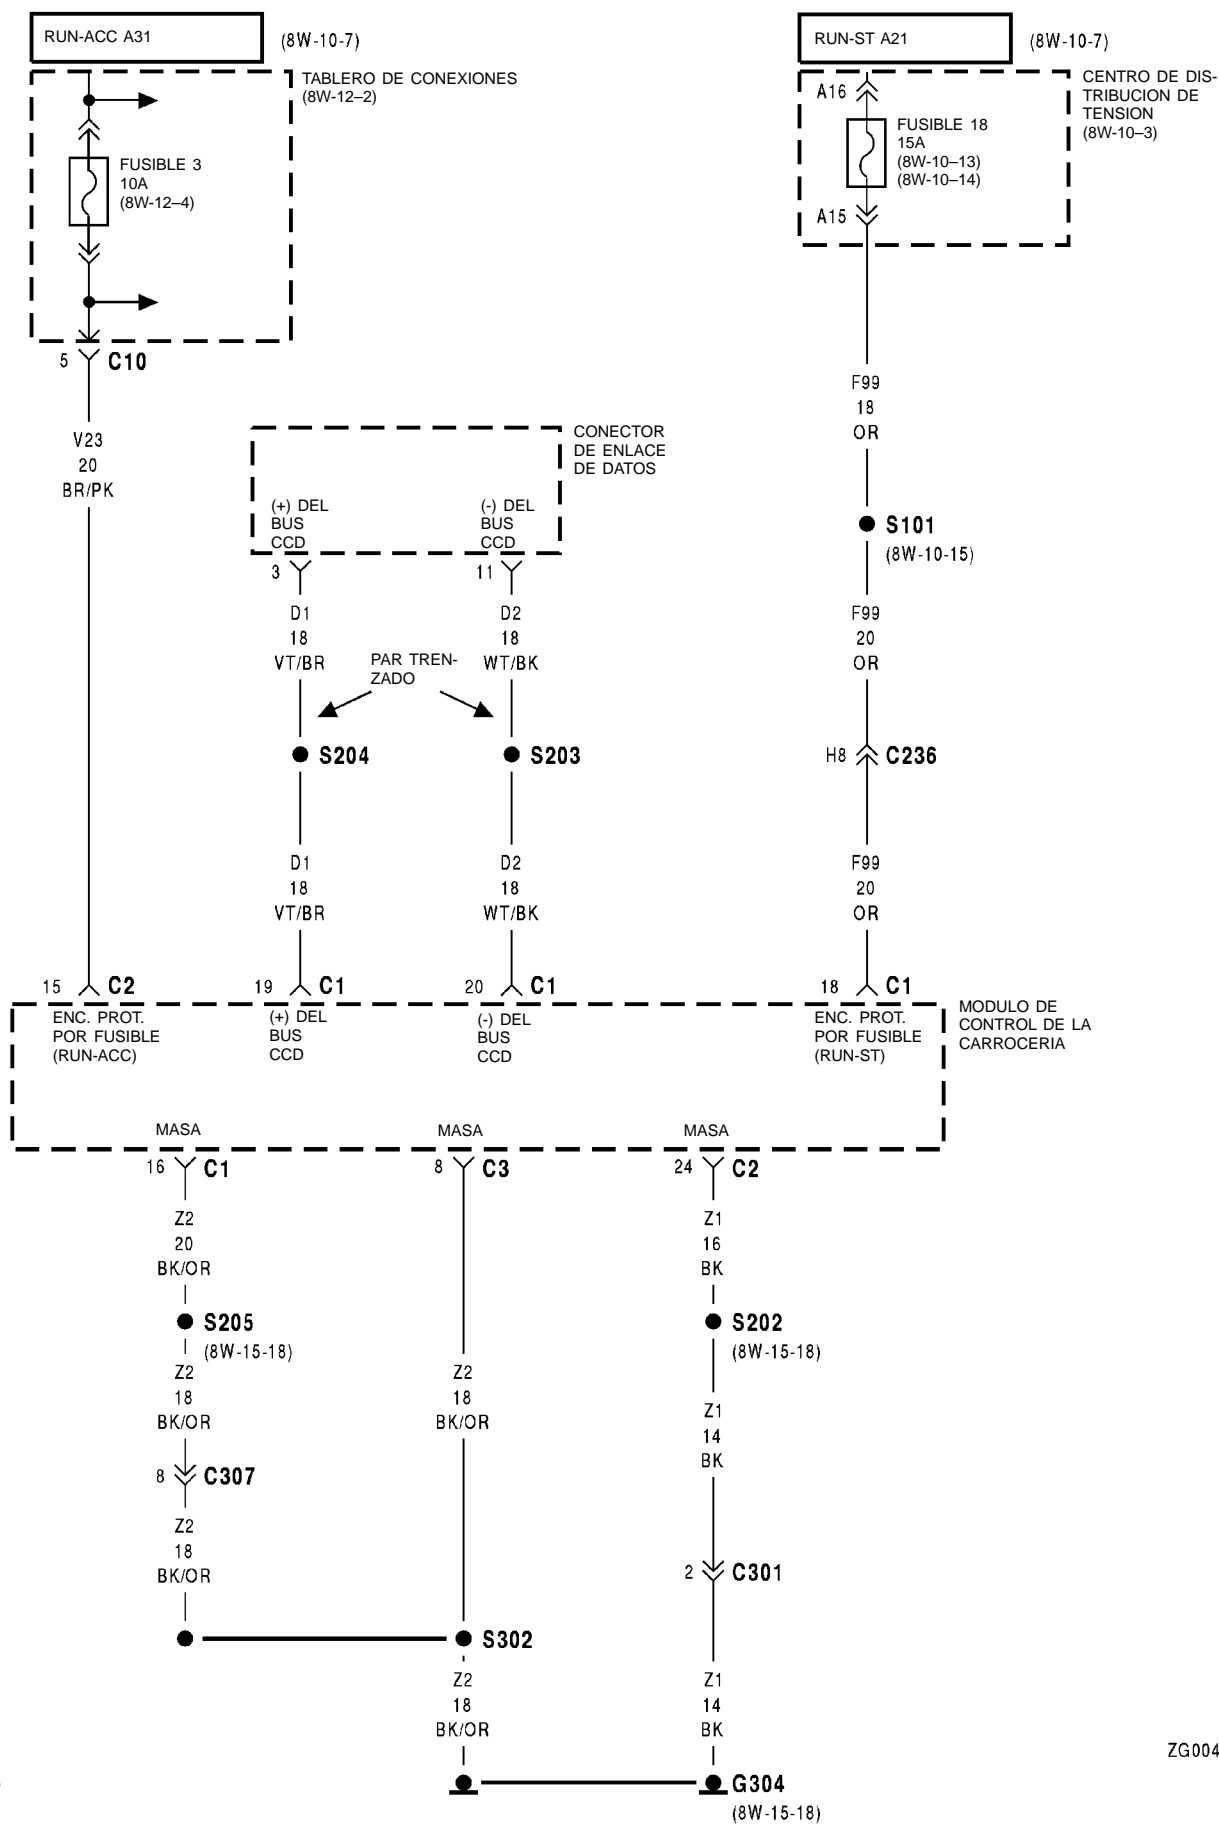 RUN-ACC A31
(8W-10-7)
TABLERO DE CONEXIONES
(8W-12–2)
FUSIBLE 3
10A
(8W-12–4)
5
C10
V23
20
BR/PK
RUN-ST A21
(8W-10-7)
CENTRO DE DIS-
TRIBUCION DE
TENSION
(8W-10–3)
A16
FUSIBLE 18
15A
(8W-10–13)
(8W-10–14)
A15
F99
18
OR
S101
(8W-10-15)
F99
20
OR
H8
C236
F99
20
OR
CONECTOR
DE ENLACE
DE DATOS
(+) DEL
BUS
CCD
(-) DEL
BUS
CCD
3
11
D1
18
VT/BR
D2
18
WT/BK
PAR TREN-
ZADO
S204
S203
D1
18
VT/BR
D2
18
WT/BK
15
C2
19
C1
20
C1
18
C1
ENC. PROT.
POR FUSIBLE
(RUN-ACC)
(+) DEL
BUS
CCD
(-) DEL
BUS
CCD
ENC. PROT.
POR FUSIBLE
(RUN-ST)
MODULO DE
CONTROL DE LA
CARROCERIA
MASA
MASA
MASA
16
C1
8
C3
24
C2
Z2
20
BK/OR
S205
(8W-15-18)
Z2
18
BK/OR
8
C307
Z2
18
BK/OR
Z2
18
BK/OR
S302
Z2
18
BK/OR
Z1
16
BK
S202
(8W-15-18)
Z1
14
BK
2
C301
Z1
14
BK
G304
(8W-15-18)
ZG004